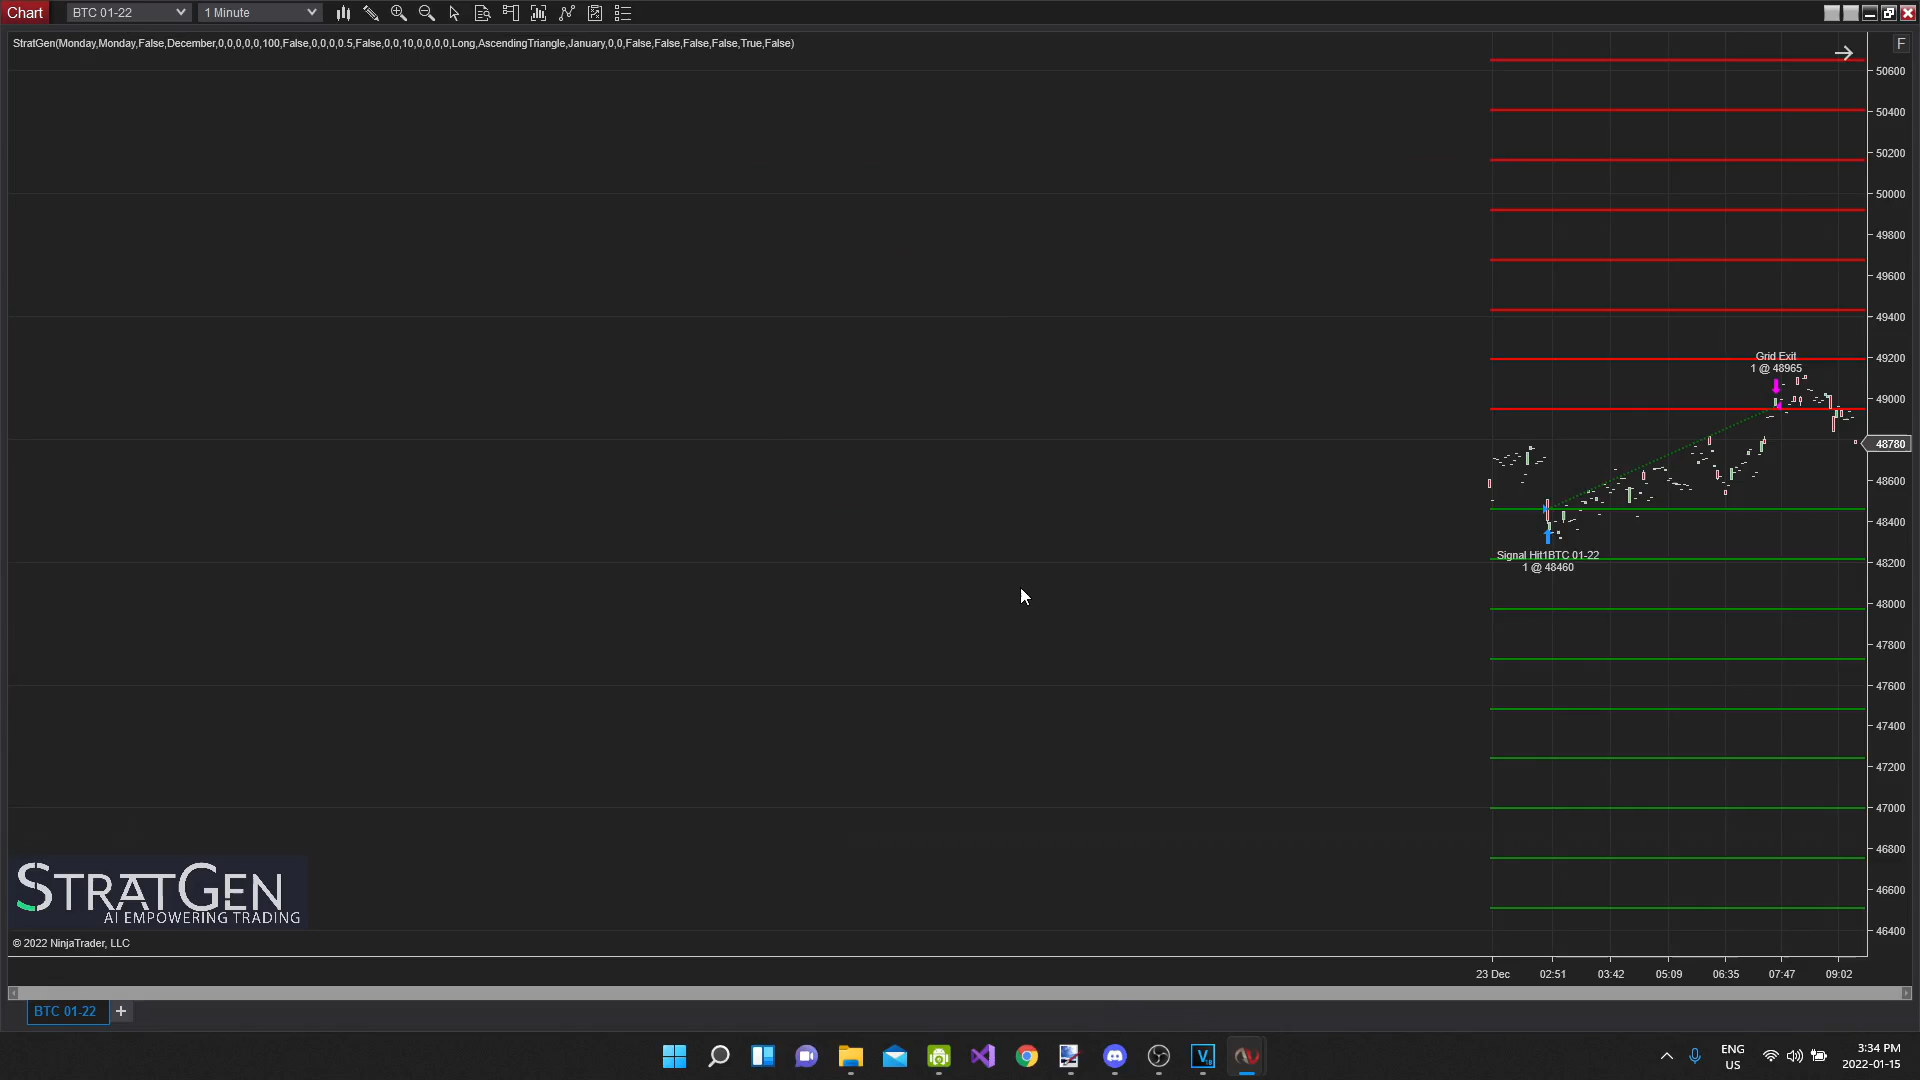 Chart
BTC 01-22
1 Minute
StratGen(Monday,Monday,False,December,0,0,0,0,0,100,False,0,0,0,0.5,False,0,0,10,0,0,0,0,Long,AscendingTriangle,January,0,0,False,False,False,False,True,False)
F
50600
50400
50200
50000
49800
49600
49400
49200
49000
48780
48600
48400
48200
48000
47800
47600
47400
47200
47000
46800
46600
46400
Grid Exit
1 @ 48965
Signal Hit1BTC 01-22
1 @ 48460
STRATGEN
AI EMPOWERING TRADING
© 2022 NinjaTrader, LLC
23 Dec 02:51 03:42 05:09 06:35 07:47 09:02
BTC 01-22
+
ENG
US
3:34 PM
2022-01-15